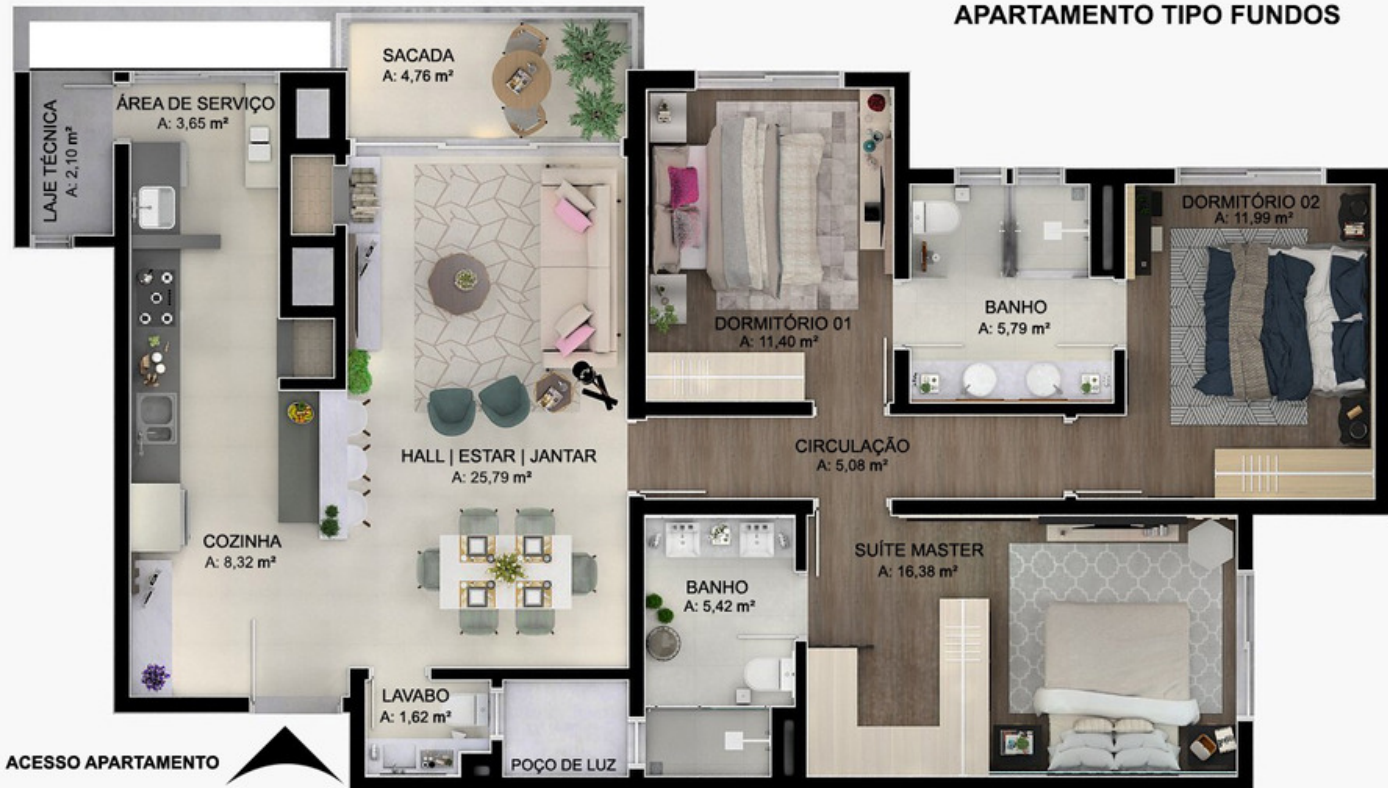 APARTAMENTO TIPO FUNDOS
SACADA
A: 4,76 m²
ÁREA DE SERVIÇO
A: 3,65 m²
LAJE TÉCNICA
A: 2,10 m²
DORMITÓRIO 02
A: 11,99 m²
BANHO
A: 5,79 m²
DORMITÓRIO 01
A: 11,40 m²
HALL | ESTAR | JANTAR
A: 25,79 m²
CIRCULAÇÃO
A: 5,08 m²
COZINHA
A: 8,32 m²
SUÍTE MASTER
A: 16,38 m²
BANHO
A: 5,42 m²
LAVABO
A: 1,62 m²
POÇO DE LUZ
ACESSO APARTAMENTO